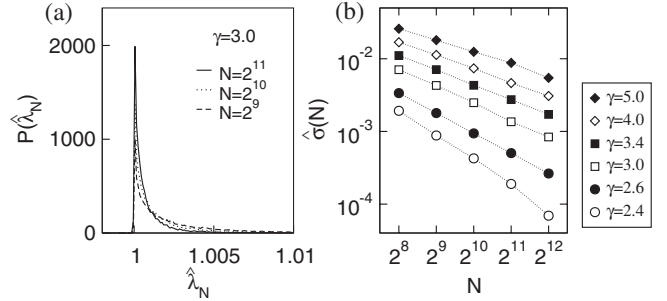 (a)
γ=3.0
N=2^11
N=2^10
N=2^9
P(λ̂_N)
2000
1000
0
1
1.005
1.01
λ̂_N
(b)
σ̂(N)
10^-2
10^-3
10^-4
2^8
2^9
2^10
2^11
2^12
N
γ=5.0
γ=4.0
γ=3.4
γ=3.0
γ=2.6
γ=2.4